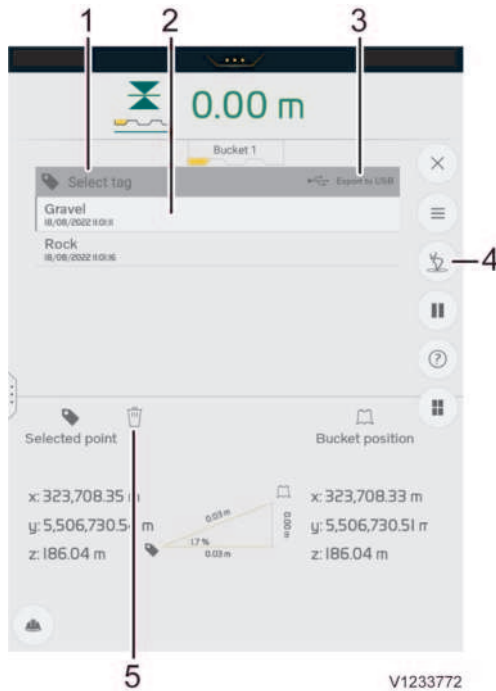 1 2 3
0.00 m
Bucket 1
Select tag Export to USB
Gravel
18/08/2022 11:01:11
Rock
18/08/2022 11:01:16
4
Selected point Bucket position
x: 323,708.35 m x: 323,708.33 m
y: 5,506,730.5 m 0.03 m 0.00 m y: 5,506,730.51 m
1.7 %
z: 186.04 m 0.03 m z: 186.04 m
5
V1233772